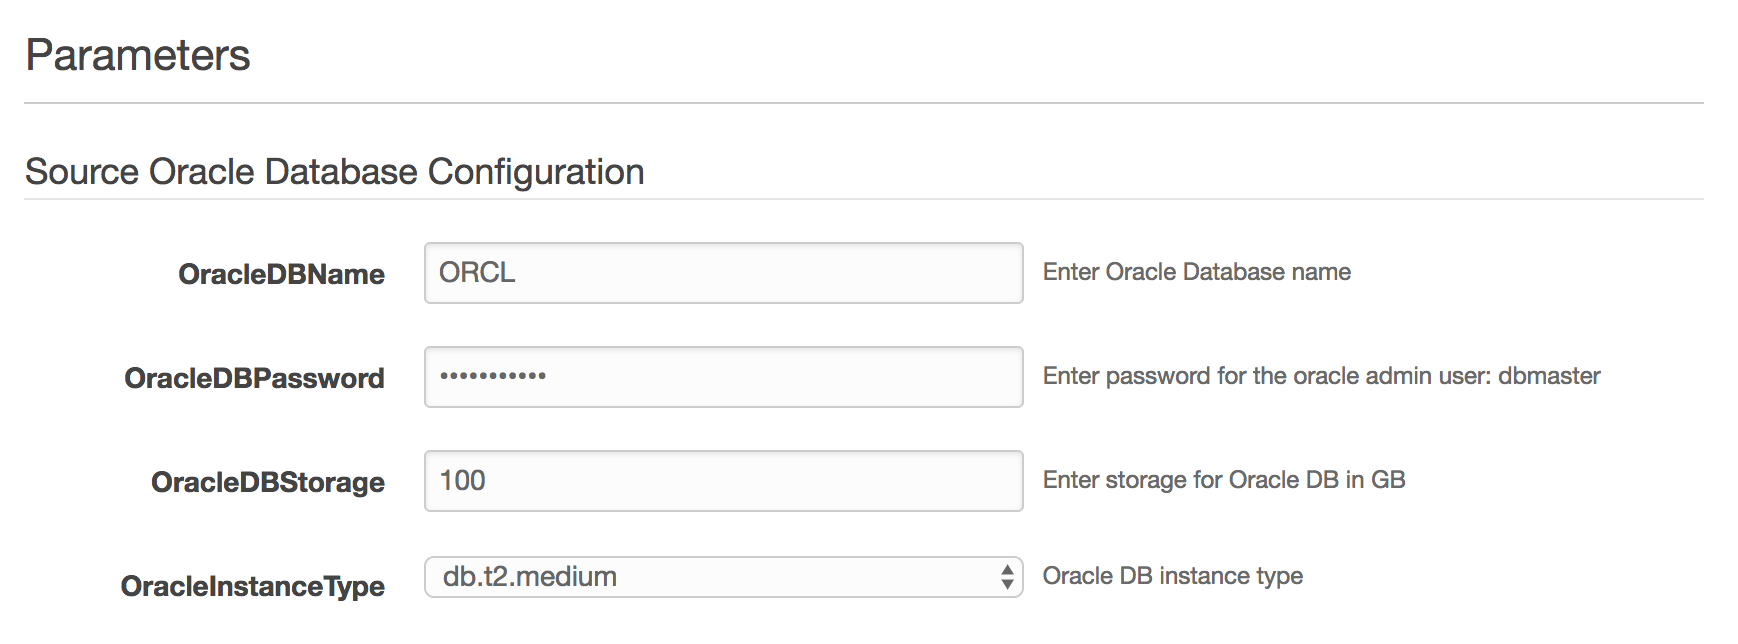 Parameters
Source Oracle Database Configuration
OracleDBName ORCL Enter Oracle Database name
OracleDBPassword ••••••••••• Enter password for the oracle admin user: dbmaster
OracleDBStorage 100 Enter storage for Oracle DB in GB
OracleInstanceType db.t2.medium Oracle DB instance type